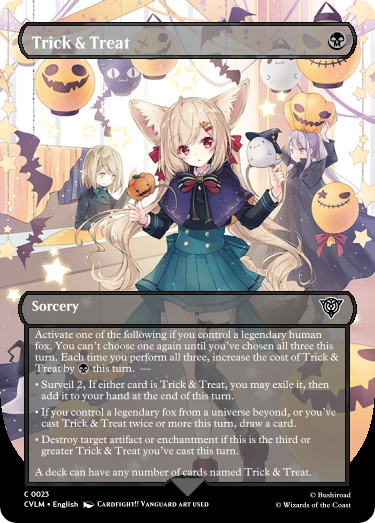 Trick & Treat
Sorcery
Activate one of the following if you control a legendary human
fox. You can't choose one again until you've chosen all three this
turn. Each time you perform all three, increase the cost of Trick &
Treat by this turn. —
• Surveil 2, If either card is Trick & Treat, you may exile it, then
add it to your hand at the end of this turn.
• If you control a legendary fox from a universe beyond, or you've
cast Trick & Treat twice or more this turn, draw a card.
• Destroy target artifact or enchantment if this is the third or
greater Trick & Treat you've cast this turn.
A deck can have any number of cards named Trick & Treat.
C 0023
© Bushiroad
CVLM • English CARDFIGHT!! VANGUARD ART USED
© Wizards of the Coast